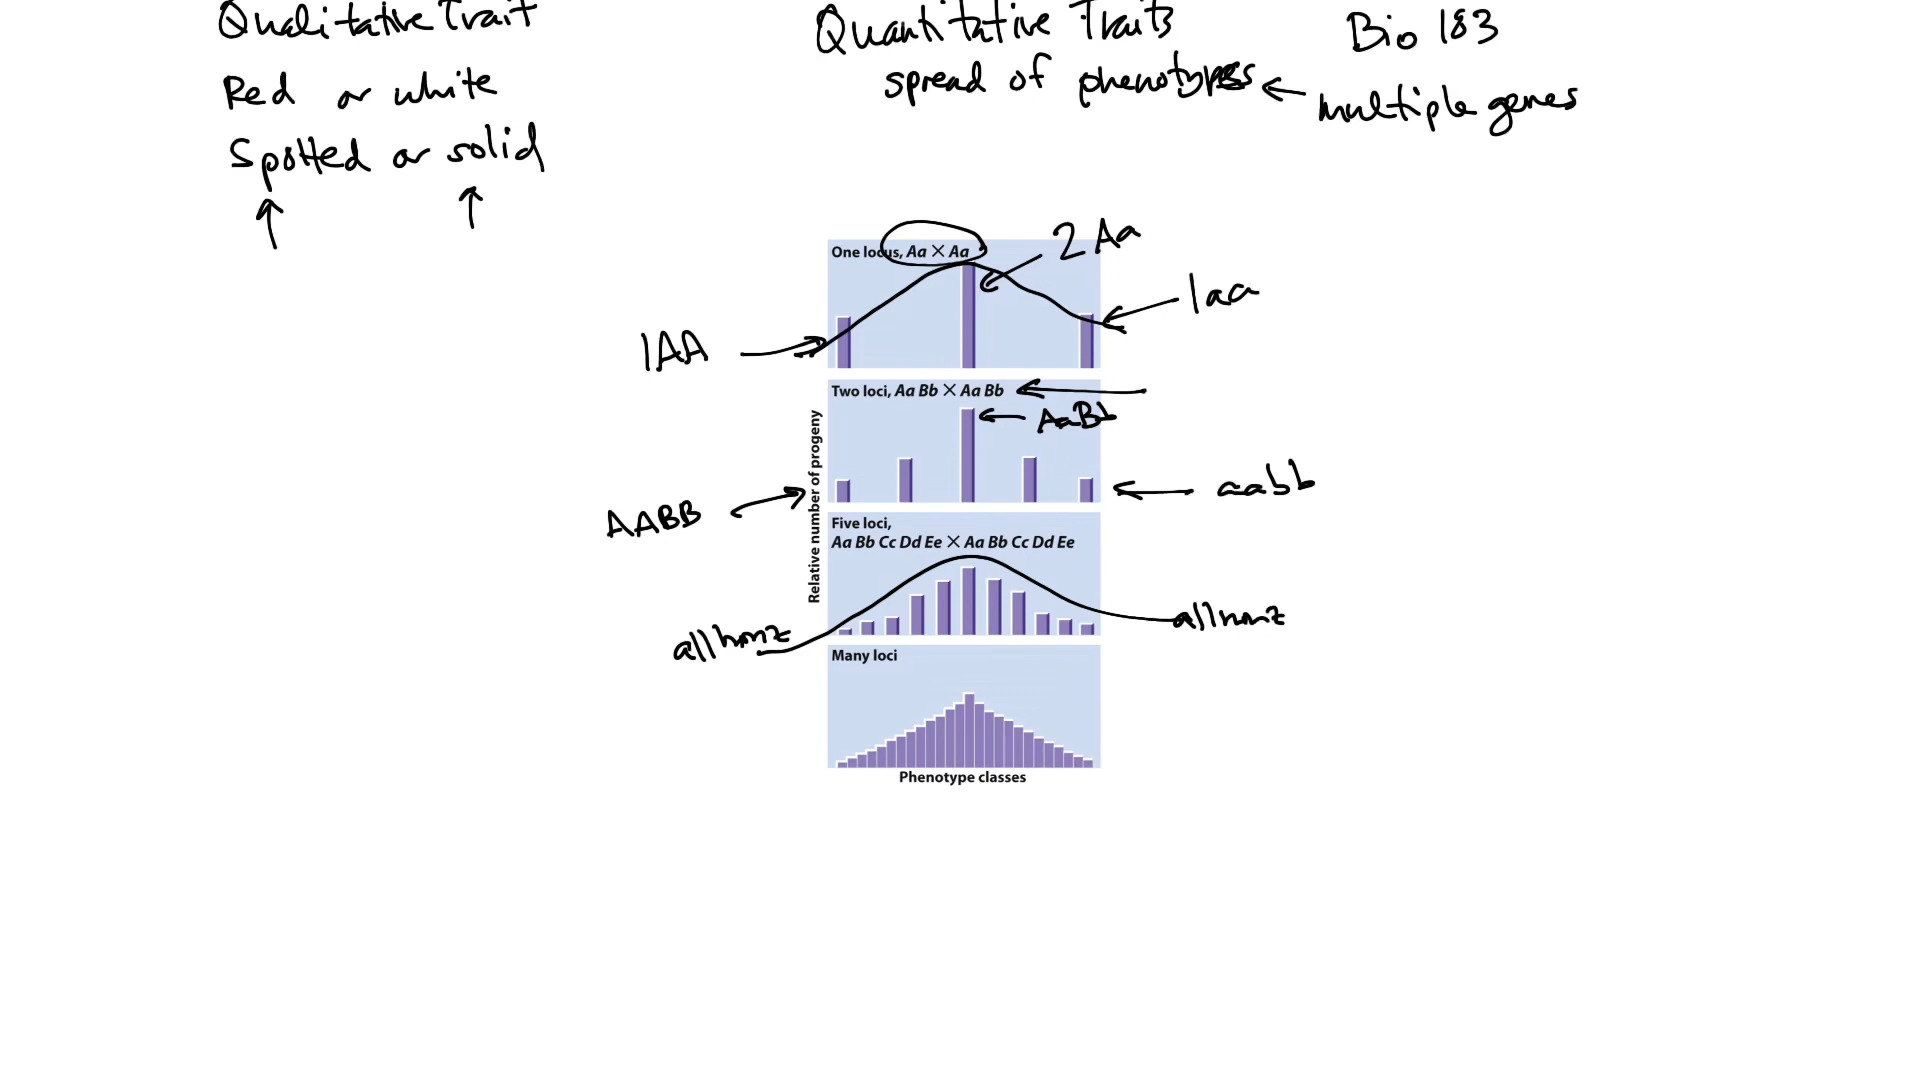 Qualitative Trait
Red or white
Spotted or solid
Quantitative Traits
spread of phenotypes
Bio 183
multiple genes
One locus, Aa × Aa
2 Aa
1aa
1AA
Two loci, Aa Bb × Aa Bb
AaBb
aabb
AABB
Relative number of progeny
Five loci,
Aa Bb Cc Dd Ee × Aa Bb Cc Dd Ee
all homz
all homz
Many loci
Phenotype classes